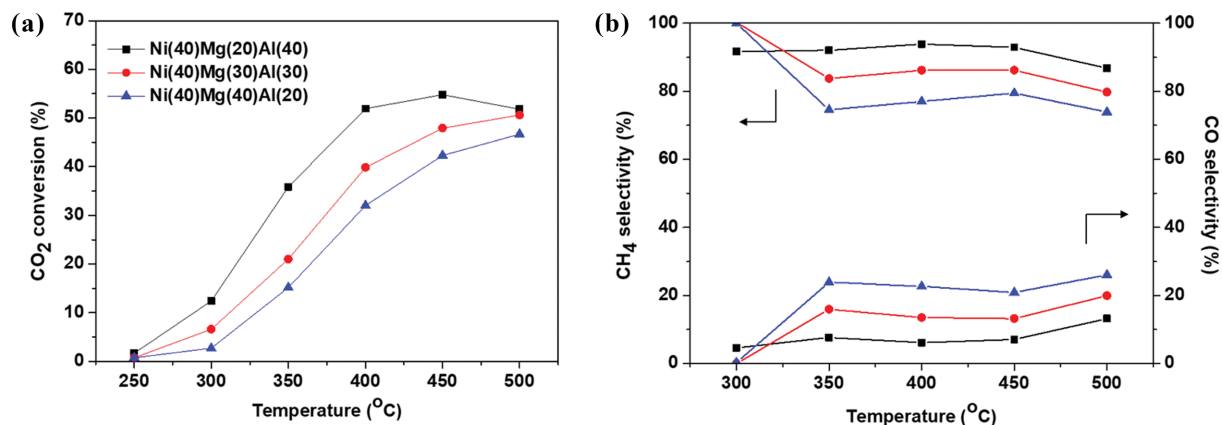 (a)
70
60
50
40
30
20
10
0
CO2 conversion (%)
Ni(40)Mg(20)Al(40)
Ni(40)Mg(30)Al(30)
Ni(40)Mg(40)Al(20)
250 300 350 400 450 500
Temperature (OC)
(b)
100
80
60
40
20
0
CH4 selectivity (%)
100
80
60
40
20
0
CO selectivity
(%)
300 350 400 450 500
Temperature (OC)